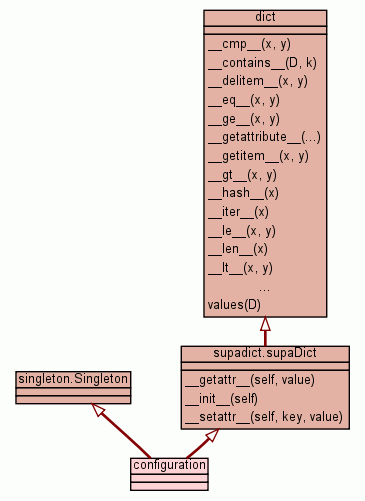 dict
__cmp__(x, y)
__contains__(D, k)
__delitem__(x, y)
__eq__(x, y)
__ge__(x, y)
__getattribute__(...)
__getitem__(x, y)
__gt__(x, y)
__hash__(x)
__iter__(x)
__le__(x, y)
__len__(x)
__lt__(x, y)
...
values(D)
supadict.supaDict
__getattr__(self, value)
__init__(self)
__setattr__(self, key, value)
singleton.Singleton
configuration